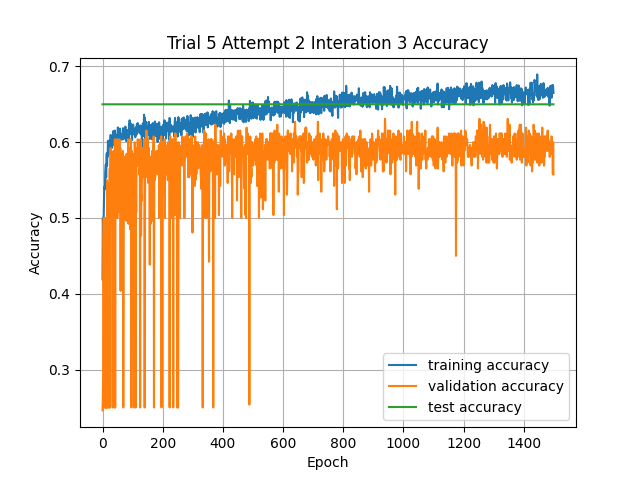 Trial 5 Attempt 2 Interation 3 Accuracy
0.7
0.6
0.5
0.4
0.3
Accuracy
0 200 400 600 800 1000 1200 1400
Epoch
training accuracy
validation accuracy
test accuracy